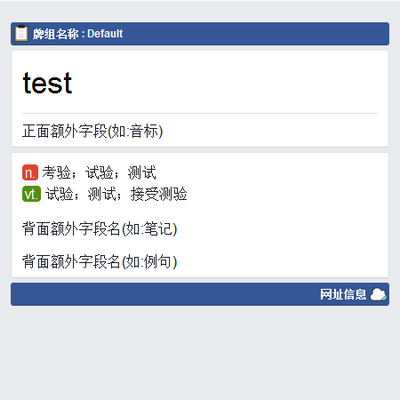 牌组名称 : Default
test
正面额外字段(如:音标)
n. 考验；试验；测试
vt. 试验；测试；接受测验
背面额外字段名(如:笔记)
背面额外字段名(如:例句)
网址信息